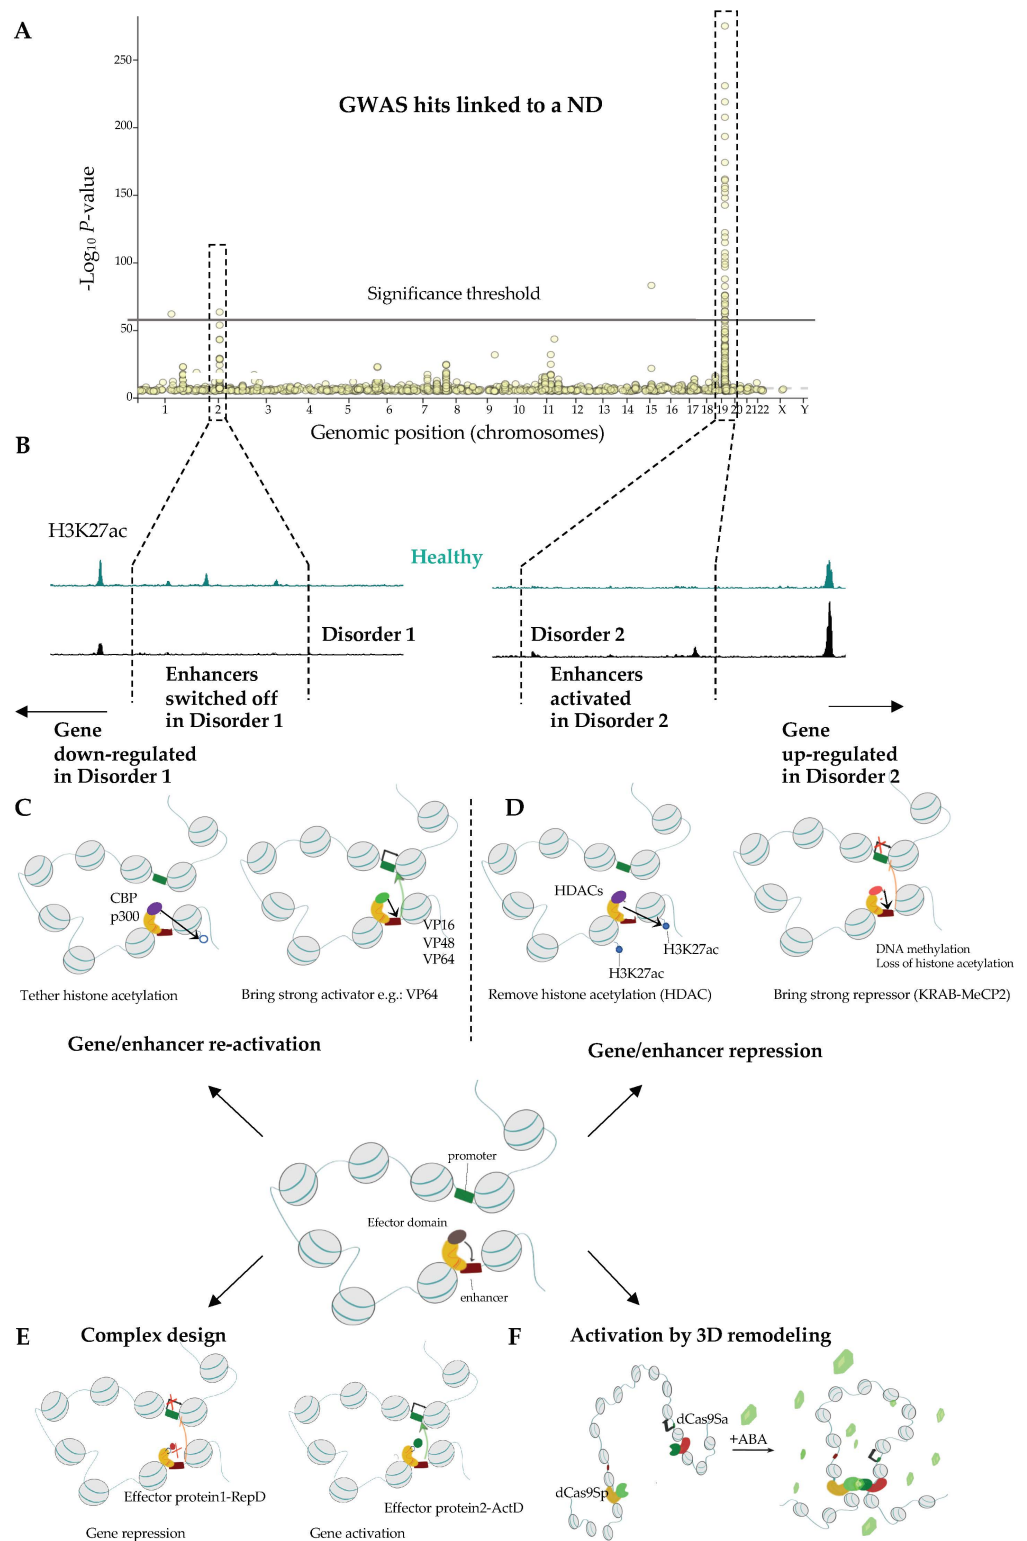 A
GWAS hits linked to a ND
-Log10 P-value
250
200
150
100
50
0
Significance threshold
1 2 3 4 5 6 7 8 9 10 11 12 13 14 15 16 17 18 19 20 21 22 X Y
Genomic position (chromosomes)
B
H3K27ac
Healthy
Disorder 1
Disorder 2
Enhancers
switched off
in Disorder 1
Enhancers
activated
in Disorder 2
Gene
down-regulated
in Disorder 1
Gene
up-regulated
in Disorder 2
C
CBP
p300
Tether histone acetylation
VP16
VP48
VP64
Bring strong activator e.g.: VP64
Gene/enhancer re-activation
D
HDACs
H3K27ac
H3K27ac
Remove histone acetylation (HDAC)
DNA methylation
Loss of histone acetylation
Bring strong repressor (KRAB-MeCP2)
Gene/enhancer repression
promoter
Efector domain
enhancer
E
Complex design
Effector protein1-RepD
Gene repression
Effector protein2-ActD
Gene activation
F
Activation by 3D remodeling
dCas9Sa
+ABA
dCas9Sp